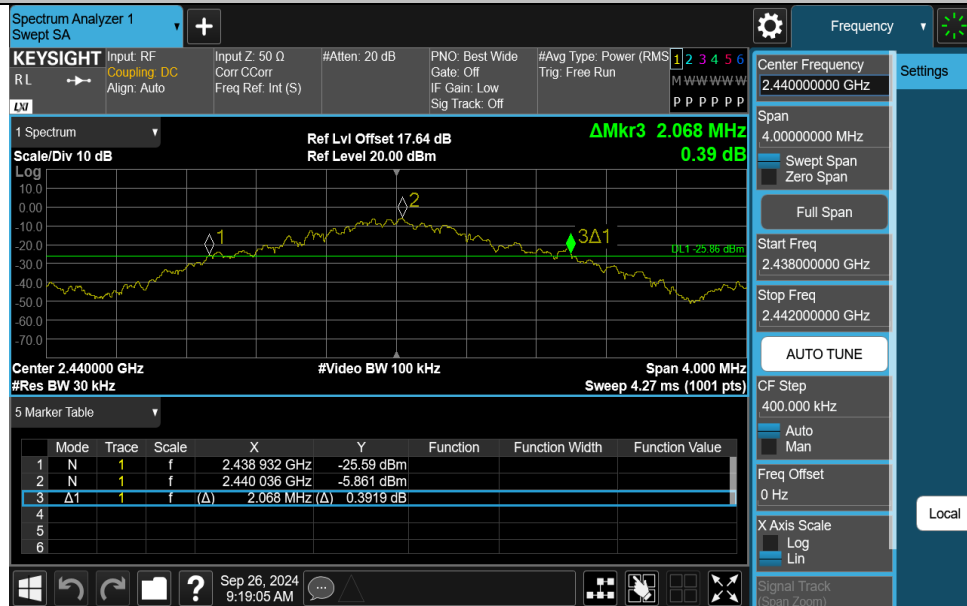 Spectrum Analyzer 1
Swept SA
+
Frequency
KEYSIGHT
RL
LXI
Input: RF
Coupling: DC
Align: Auto
Input Z: 50 Ω
Corr CCorr
Freq Ref: Int (S)
#Atten: 20 dB
PNO: Best Wide
Gate: Off
IF Gain: Low
Sig Track: Off
#Avg Type: Power (RMS
Trig: Free Run
1 2 3 4 5 6
M W W W W W
P P P P P P
1 Spectrum
Scale/Div 10 dB
Ref Lvl Offset 17.64 dB
Ref Level 20.00 dBm
ΔMkr3 2.068 MHz
0.39 dB
Log
10.0
0.00
-10.0
-20.0
-30.0
-40.0
-50.0
-60.0
-70.0
1
2
3Δ1
DL1 -25.86 dBm
Center 2.440000 GHz
#Video BW 100 kHz
Span 4.000 MHz
#Res BW 30 kHz
Sweep 4.27 ms (1001 pts)
5 Marker Table
Mode Trace Scale X Y Function Function Width Function Value
1 N 1 f 2.438 932 GHz -25.59 dBm
2 N 1 f 2.440 036 GHz -5.861 dBm
3 Δ1 1 f (Δ) 2.068 MHz (Δ) 0.3919 dB
4
5
6
?
Sep 26, 2024
9:19:05 AM
Center Frequency
2.440000000 GHz
Span
4.00000000 MHz
Swept Span
Zero Span
Full Span
Start Freq
2.438000000 GHz
Stop Freq
2.442000000 GHz
AUTO TUNE
CF Step
400.000 kHz
Auto
Man
Freq Offset
0 Hz
X Axis Scale
Log
Lin
Signal Track
(Span Zoom)
Settings
Local